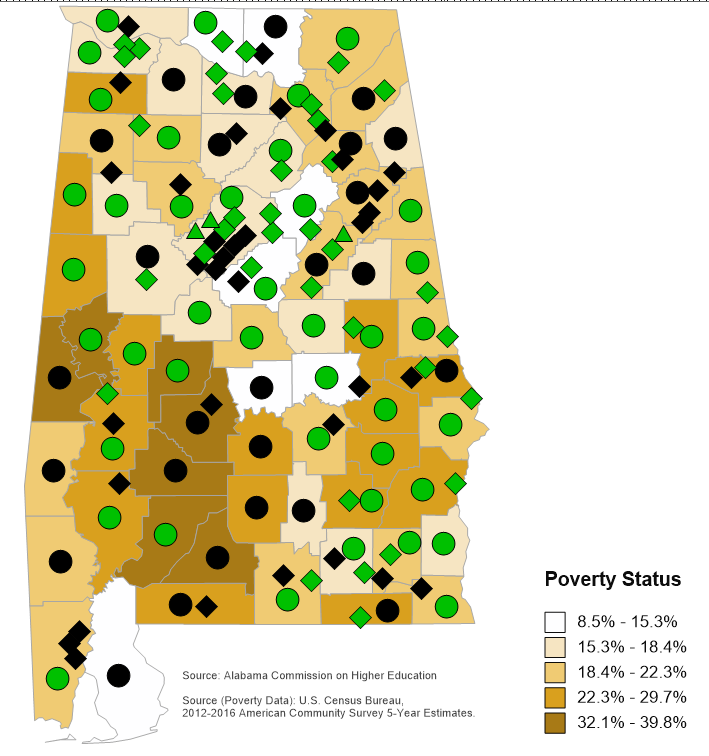 Poverty Status
8.5% - 15.3%
15.3% - 18.4%
18.4% - 22.3%
22.3% - 29.7%
32.1% - 39.8%
Source: Alabama Commission on Higher Education
Source (Poverty Data): U.S. Census Bureau,
2012-2016 American Community Survey 5-Year Estimates.